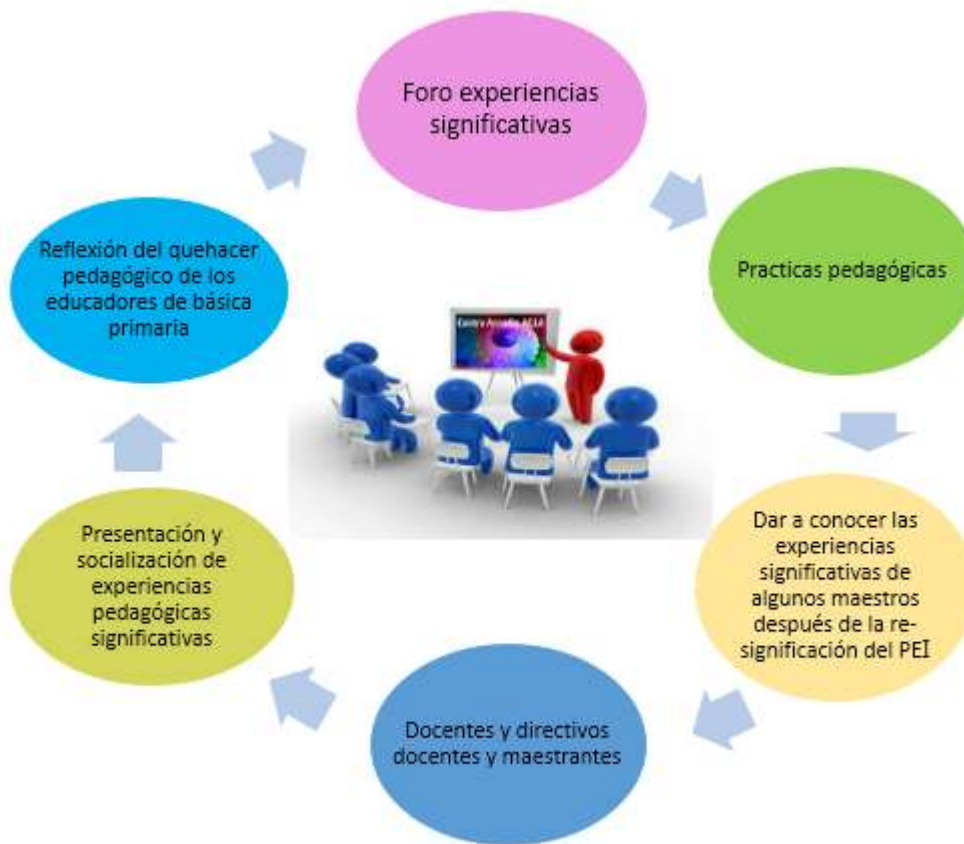 Foro experiencias
significativas
Practicas pedagógicas
Dar a conocer las
experiencias
significativas de
algunos maestros
después de la re-
significación del PEI
Docentes y directivos
docentes y maestrantes
Presentación y
socialización de
experiencias
pedagógicas
significativas
Reflexión del quehacer
pedagógico de los
educadores de básica
primaria
Centro